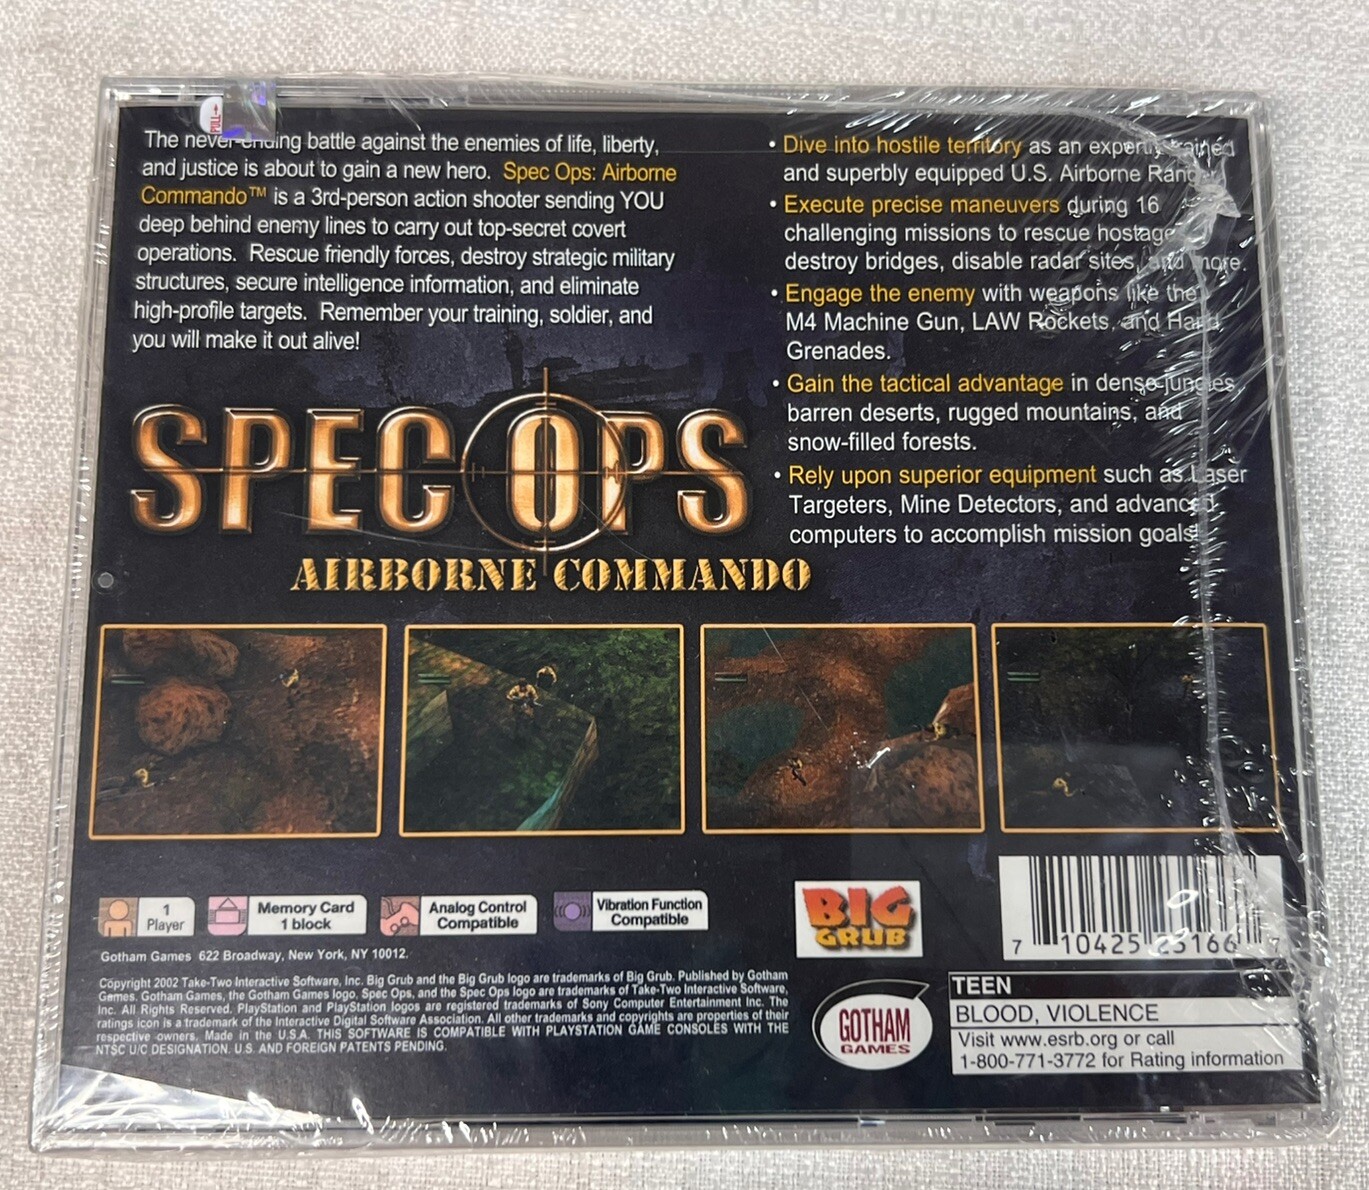 PULL
The never-ending battle against the enemies of life, liberty,
and justice is about to gain a new hero. Spec Ops: Airborne
Commando™ is a 3rd-person action shooter sending YOU
deep behind enemy lines to carry out top-secret covert
operations. Rescue friendly forces, destroy strategic military
structures, secure intelligence information, and eliminate
high-profile targets. Remember your training, soldier, and
you will make it out alive!
• Dive into hostile territory as an expertly trained
and superbly equipped U.S. Airborne
• Execute precise maneuvers during 16
challenging missions to rescue
destroy bridges, disable radar sites, and more.
• Engage the enemy with weapons like the
M4 Machine Gun, LAW Rockets, and Hand
Grenades.
• Gain the tactical advantage in dense jungles,
barren deserts, rugged mountains, and
snow-filled forests.
• Rely upon superior equipment such as Laser
Targeters, Mine Detectors, and advanced
computers to accomplish mission goals!
SPEC OPS
AIRBORNE COMMANDO
1
Player
Memory Card
1 block
Analog Control
Compatible
Vibration Function
Compatible
BIG
GRUB
7 10425 23166 7
Gotham Games 622 Broadway, New York, NY 10012.
Copyright 2002 Take-Two Interactive Software, Inc. Big Grub and the Big Grub logo are trademarks of Big Grub. Published by Gotham
Games. Gotham Games, the Gotham Games logo, Spec Ops, and the Spec Ops logo are trademarks of Take-Two Interactive Software,
Inc. All Rights Reserved. PlayStation and PlayStation logos are registered trademarks of Sony Computer Entertainment Inc. The
ratings icon is a trademark of the Interactive Digital Software Association. All other trademarks and copyrights are properties of their
respective owners. Made in the U.S.A. THIS SOFTWARE IS COMPATIBLE WITH PLAYSTATION GAME CONSOLES WITH THE
NTSC U/C DESIGNATION. U.S. AND FOREIGN PATENTS PENDING.
GOTHAM
GAMES
TEEN
BLOOD, VIOLENCE
Visit www.esrb.org or call
1-800-771-3772 for Rating information